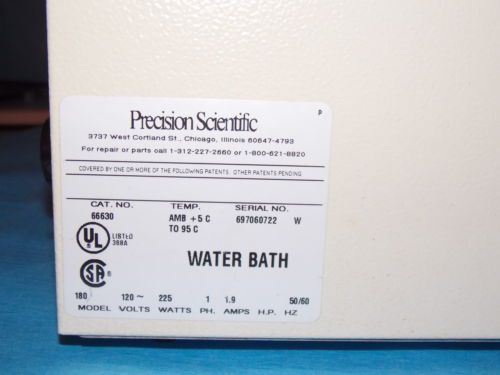 P
Precision Scientific
3737 West Cortland St., Chicago, Illinois 60647-4793
For repair or parts call 1-312-227-2660 or 1-800-621-8820
COVERED BY ONE OR MORE OF THE FOLLOWING PATENTS. OTHER PATENTS PENDING
CAT. NO. TEMP. SERIAL NO.
66630 AMB +5 C 697060722 W
TO 95 C
UL LISTED
388A
SA
WATER BATH
180 120 ~ 225 1 1.9 50/60
MODEL VOLTS WATTS PH. AMPS H.P. HZ